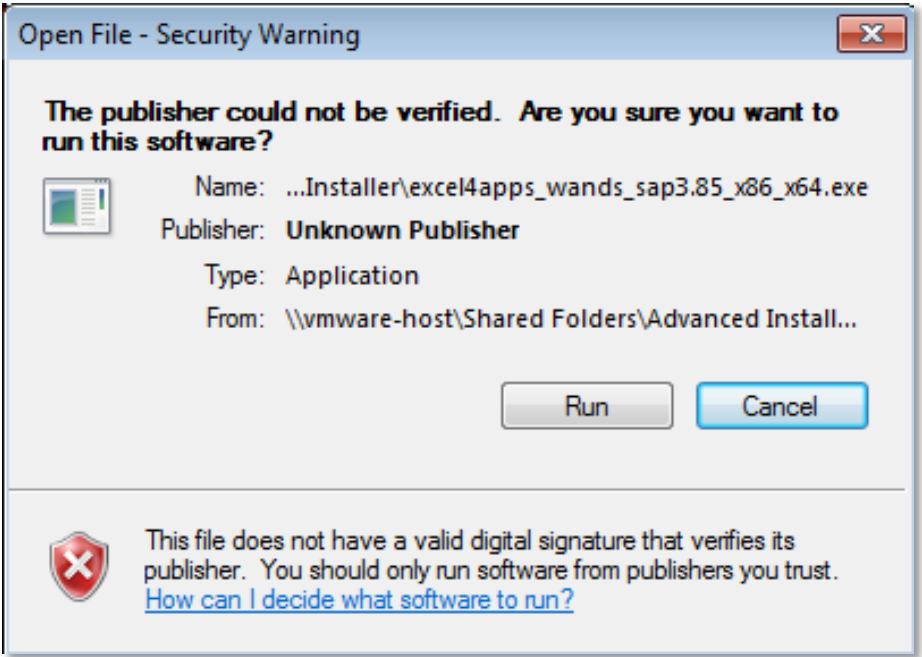 Open File - Security Warning
The publisher could not be verified. Are you sure you want to
run this software?
Name: ...Installer\excel4apps_wands_sap3.85_x86_x64.exe
Publisher: Unknown Publisher
Type: Application
From: \\vmware-host\Shared Folders\Advanced Install...
Run Cancel
This file does not have a valid digital signature that verifies its
publisher. You should only run software from publishers you trust.
How can I decide what software to run?